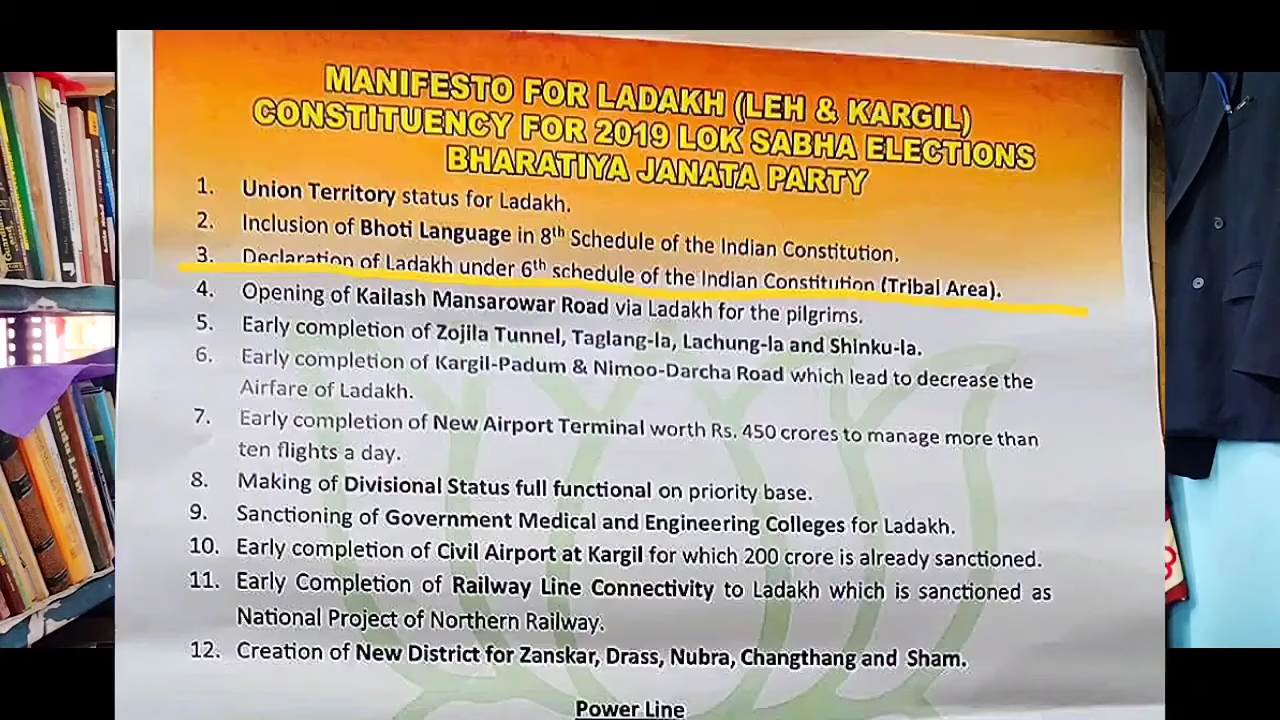 MANIFESTO FOR LADAKH (LEH & KARGIL)
CONSTITUENCY FOR 2019 LOK SABHA ELECTIONS
BHARATIYA JANATA PARTY
1. Union Territory status for Ladakh.
2. Inclusion of Bhoti Language in 8th Schedule of the Indian Constitution.
3. Declaration of Ladakh under 6th schedule of the Indian Constitution (Tribal Area).
4. Opening of Kailash Mansarowar Road via Ladakh for the pilgrims.
5. Early completion of Zojila Tunnel, Taglang-la, Lachung-la and Shinku-la.
6. Early completion of Kargil-Padum & Nimoo-Darcha Road which lead to decrease the
Airfare of Ladakh.
7. Early completion of New Airport Terminal worth Rs. 450 crores to manage more than
ten flights a day.
8. Making of Divisional Status full functional on priority base.
9. Sanctioning of Government Medical and Engineering Colleges for Ladakh.
10. Early completion of Civil Airport at Kargil for which 200 crore is already sanctioned.
11. Early Completion of Railway Line Connectivity to Ladakh which is sanctioned as
National Project of Northern Railway.
12. Creation of New District for Zanskar, Drass, Nubra, Changthang and Sham.
Power Line